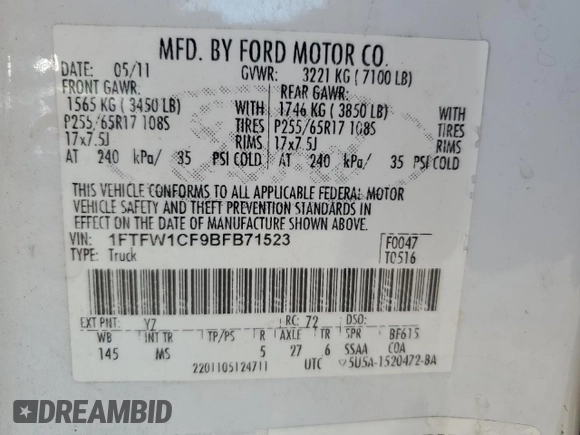 MFD. BY FORD MOTOR CO.
DATE: 05/11 GVWR: 3221 KG (7100 LB)
FRONT GAWR: REAR GAWR:
1565 KG (3450 LB) WITH 1746 KG (3850 LB) WITH
P255/65R17 108S TIRES P255/65R17 108S TIRES
17x7.5J RIMS 17x7.5J RIMS
AT 240 kPa/ 35 PSI COLD AT 240 kPa/ 35 PSI COLD
THIS VEHICLE CONFORMS TO ALL APPLICABLE FEDERAL MOTOR
VEHICLE SAFETY AND THEFT PREVENTION STANDARDS IN
EFFECT ON THE DATE OF MANUFACTURE SHOWN ABOVE.
VIN: 1FTFW1CF9BFB71523 F0047
TYPE: Truck T0516
EXT PNT: YZ RC: 72 DSO:
WB INT TR TP/PS R AXLE TR SPR BF615
145 MS 5 27 6 SSAA COA
2201105124711 UTC 5U5A-1520472-BA
DREAMBID